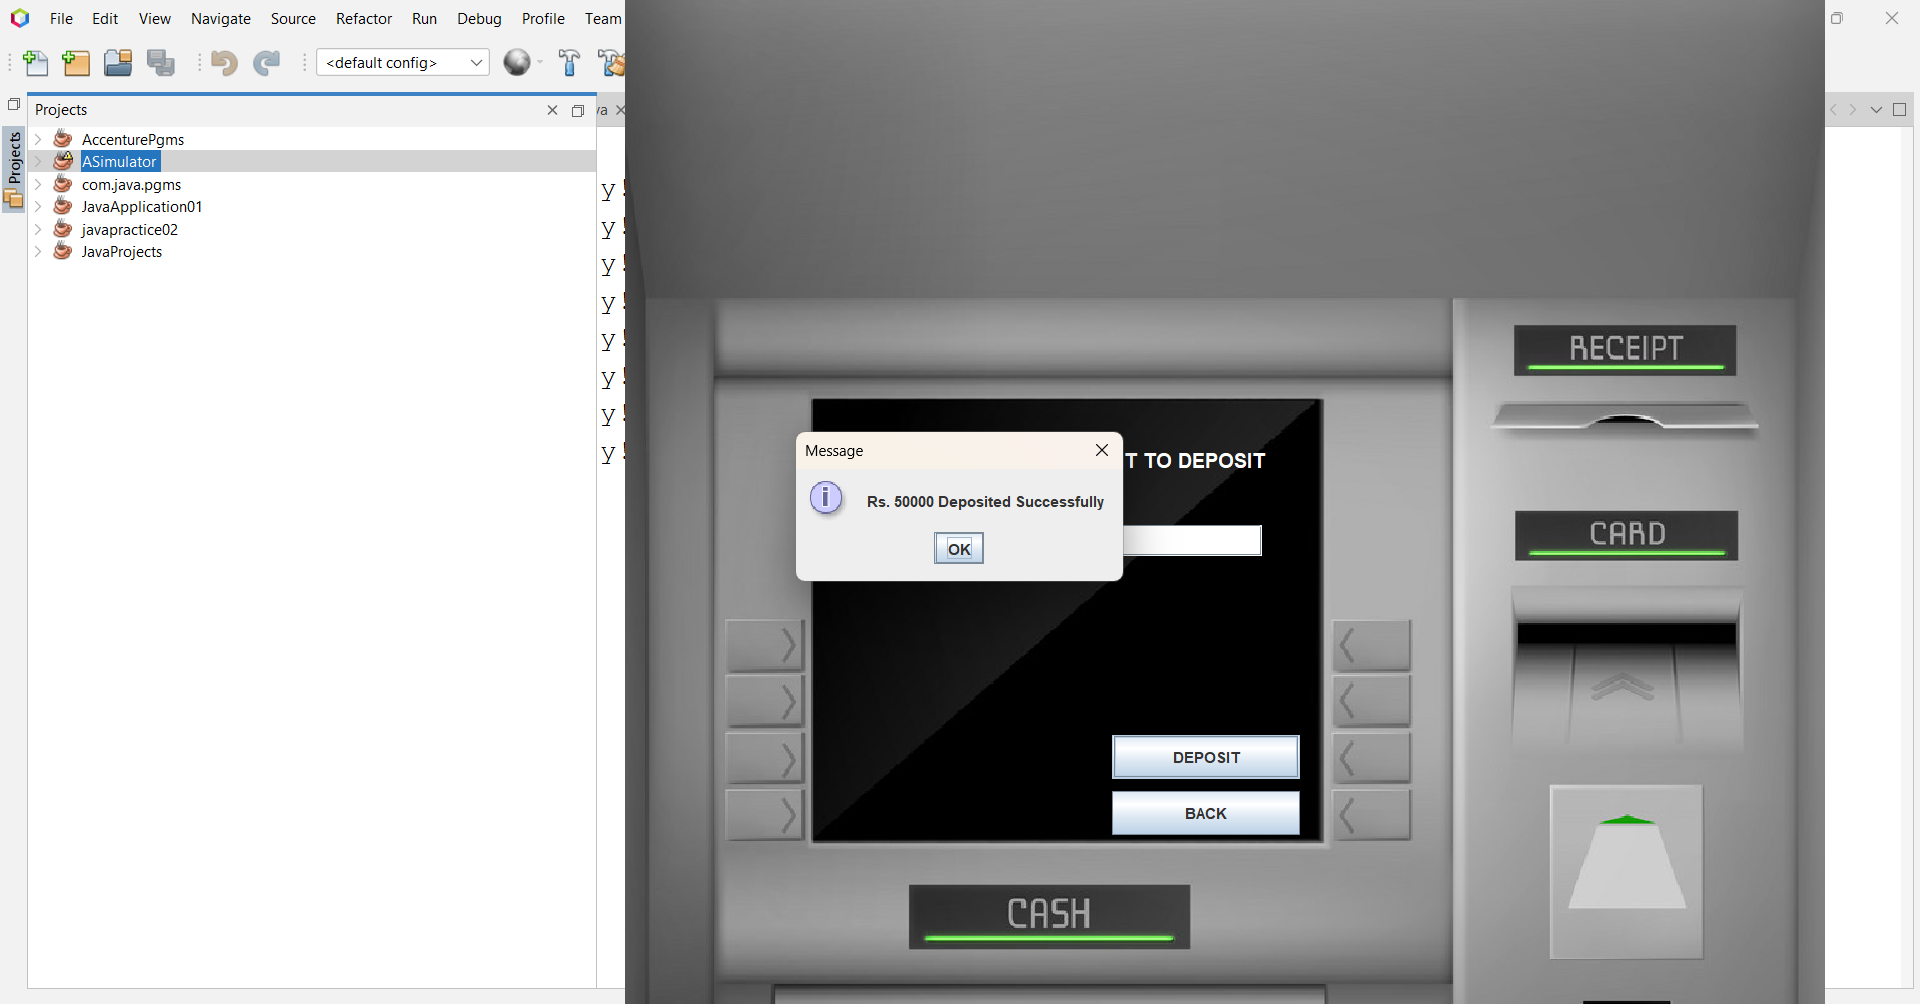 File Edit View Navigate Source Refactor Run Debug Profile Team
<default config>
Projects
va
Projects
AccenturePgms
ASimulator
com.java.pgms
JavaApplication01
javapractice02
JavaProjects
y!
y!
y!
y!
y!
y!
y!
y!
RECEIPT
T TO DEPOSIT
Message
Rs. 50000 Deposited Successfully
OK
CARD
DEPOSIT
BACK
CASH